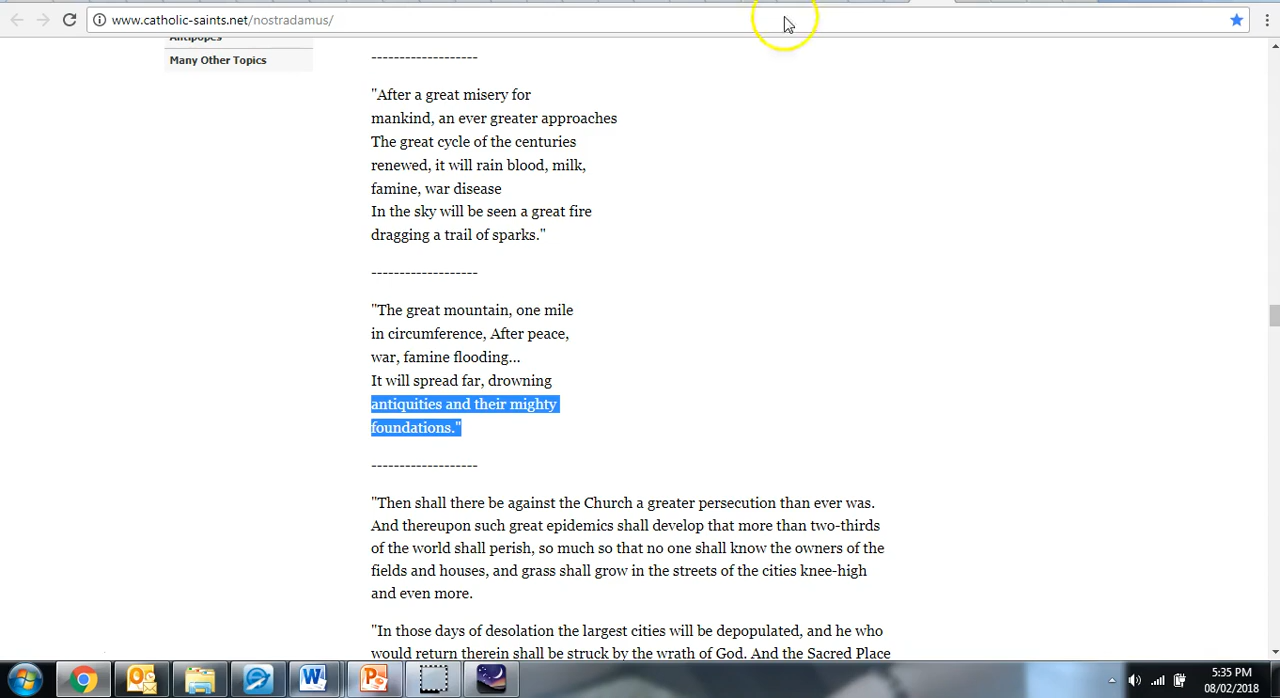 www.catholic-saints.net/nostradamus/
Antipopes
Many Other Topics
-------------------
"After a great misery for
mankind, an ever greater approaches
The great cycle of the centuries
renewed, it will rain blood, milk,
famine, war disease
In the sky will be seen a great fire
dragging a trail of sparks."
-------------------
"The great mountain, one mile
in circumference, After peace,
war, famine flooding...
It will spread far, drowning
antiquities and their mighty
foundations."
-------------------
"Then shall there be against the Church a greater persecution than ever was.
And thereupon such great epidemics shall develop that more than two-thirds
of the world shall perish, so much so that no one shall know the owners of the
fields and houses, and grass shall grow in the streets of the cities knee-high
and even more.
"In those days of desolation the largest cities will be depopulated, and he who
would return therein shall be struck by the wrath of God. And the Sacred Place
5:35 PM
08/02/2018